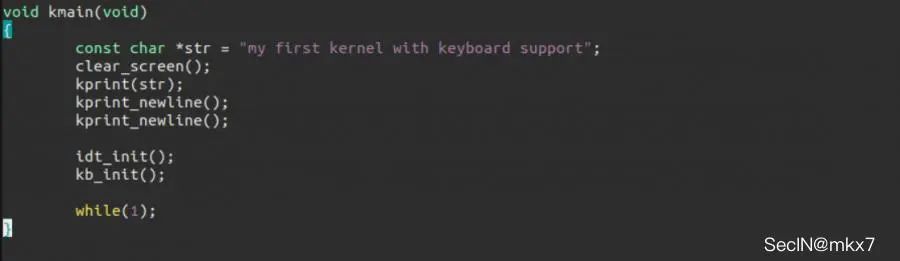 void kmain(void)
{
        const char *str = "my first kernel with keyboard support";
        clear_screen();
        kprint(str);
        kprint_newline();
        kprint_newline();

        idt_init();
        kb_init();

        while(1);
}
SecIN@mkx7